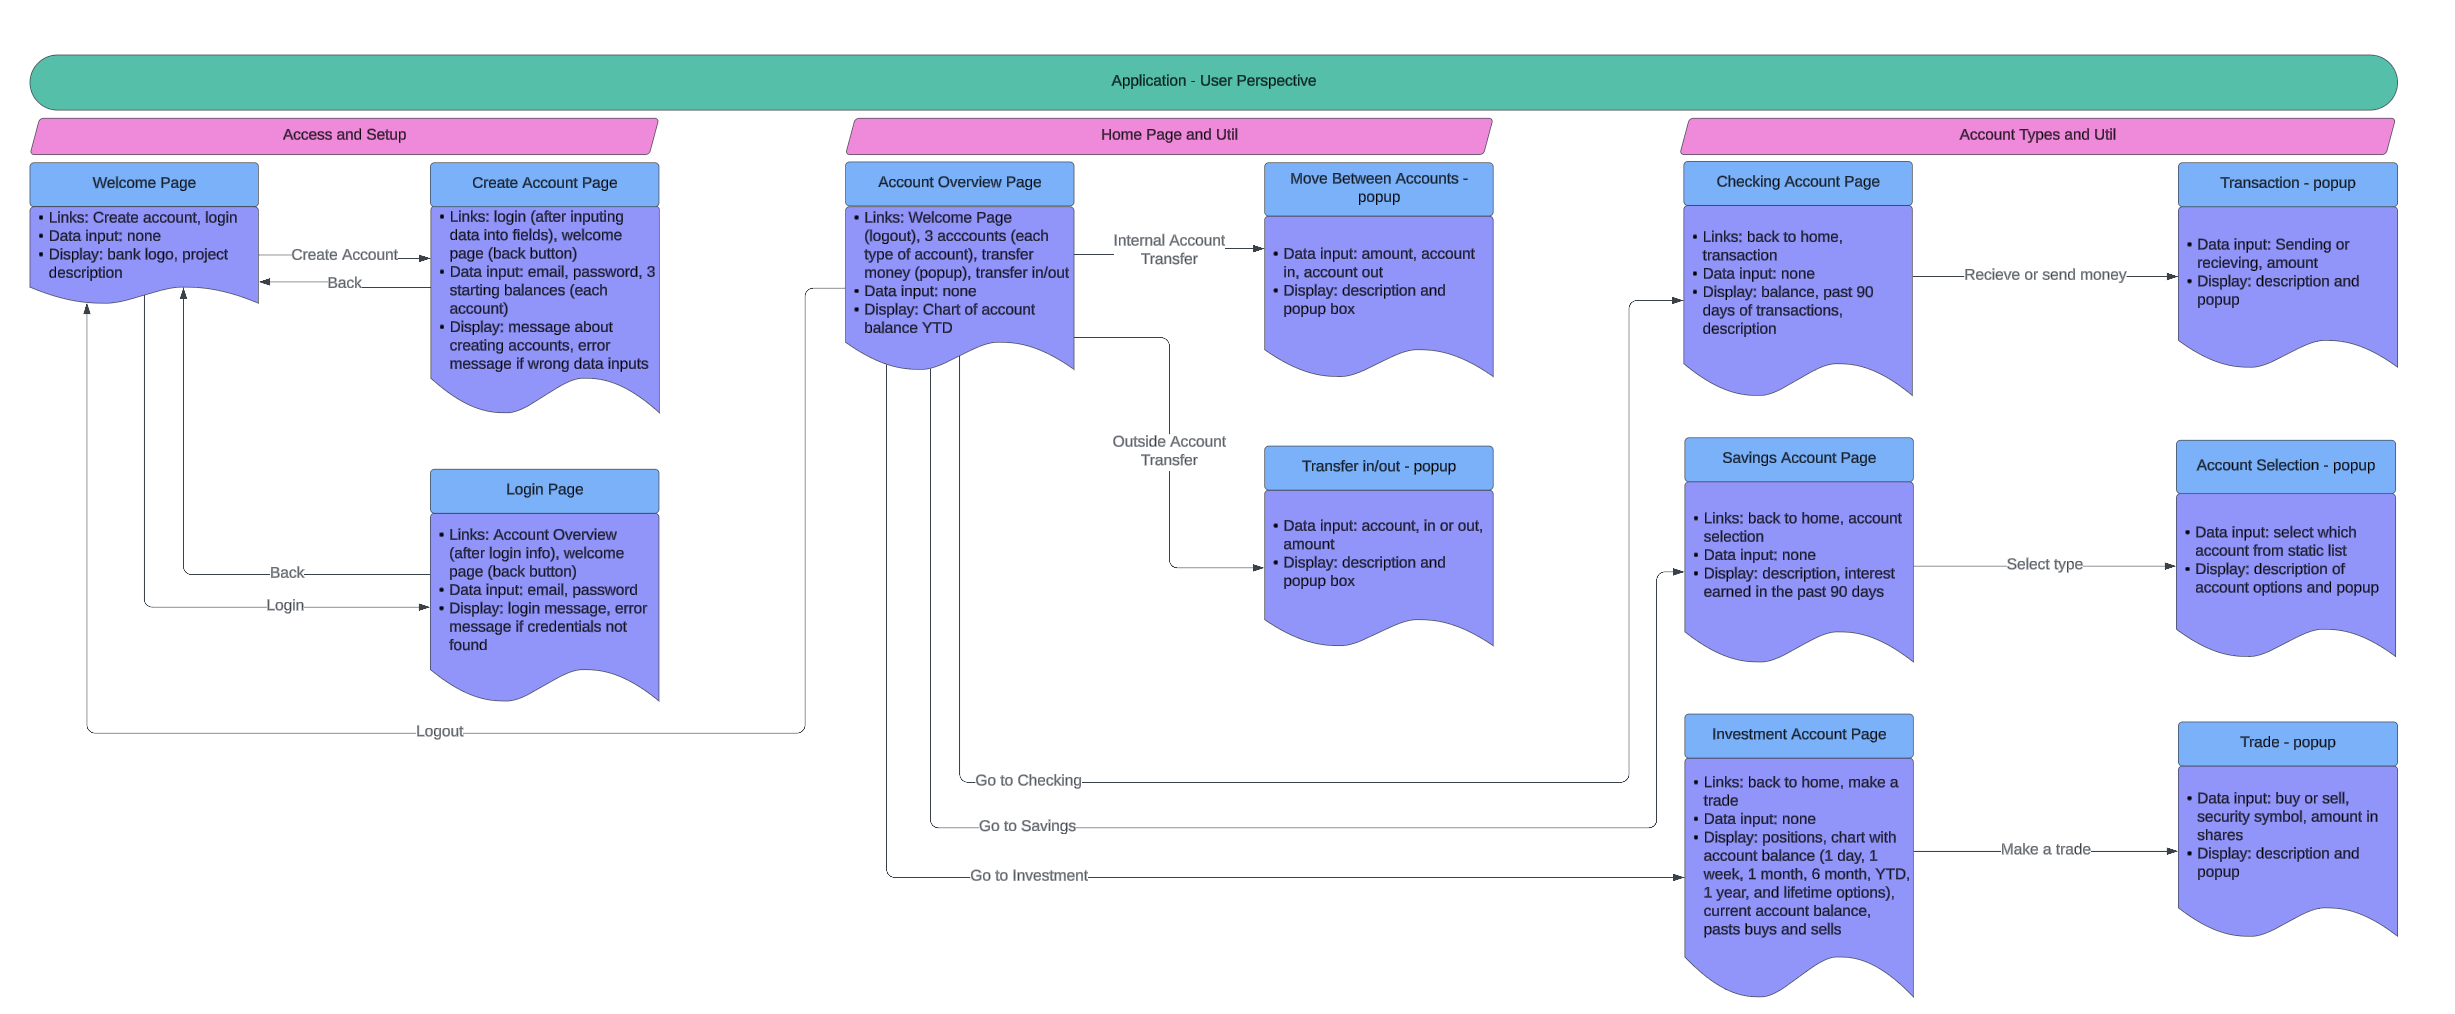 Application - User Perspective
Access and Setup
Welcome Page
• Links: Create account, login
• Data input: none
• Display: bank logo, project
description
Create Account
Back
Create Account Page
• Links: login (after inputing
data into fields), welcome
page (back button)
• Data input: email, password, 3
starting balances (each
account)
• Display: message about
creating accounts, error
message if wrong data inputs
Login Page
• Links: Account Overview
(after login info), welcome
page (back button)
• Data input: email, password
• Display: login message, error
message if credentials not
found
Back
Login
Logout
Home Page and Util
Account Overview Page
• Links: Welcome Page
(logout), 3 acccounts (each
type of account), transfer
money (popup), transfer in/out
• Data input: none
• Display: Chart of account
balance YTD
Internal Account
Transfer
Move Between Accounts -
popup
• Data input: amount, account
in, account out
• Display: description and
popup box
Outside Account
Transfer
Transfer in/out - popup
• Data input: account, in or out,
amount
• Display: description and
popup box
Go to Checking
Go to Savings
Go to Investment
Account Types and Util
Checking Account Page
• Links: back to home,
transaction
• Data input: none
• Display: balance, past 90
days of transactions,
description
Recieve or send money
Transaction - popup
• Data input: Sending or
recieving, amount
• Display: description and
popup
Savings Account Page
• Links: back to home, account
selection
• Data input: none
• Display: description, interest
earned in the past 90 days
Select type
Account Selection - popup
• Data input: select which
account from static list
• Display: description of
account options and popup
Investment Account Page
• Links: back to home, make a
trade
• Data input: none
• Display: positions, chart with
account balance (1 day, 1
week, 1 month, 6 month, YTD,
1 year, and lifetime options),
current account balance,
pasts buys and sells
Make a trade
Trade - popup
• Data input: buy or sell,
security symbol, amount in
shares
• Display: description and
popup